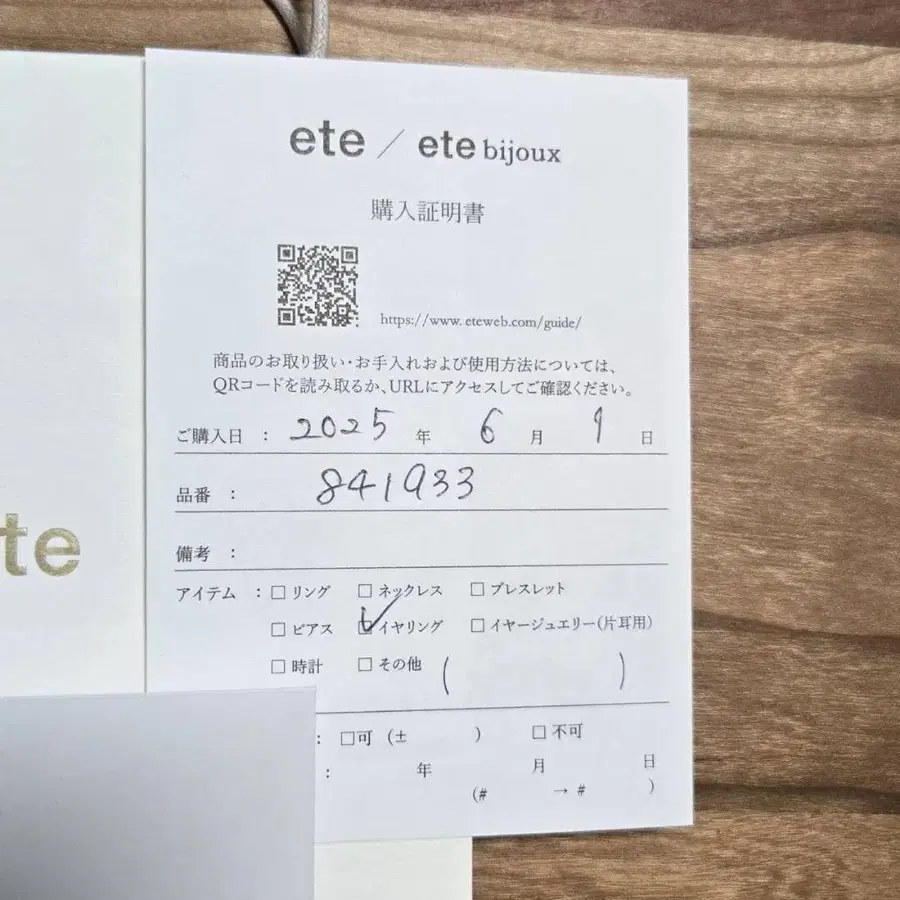 ete / ete bijoux
購入証明書
https://www.eteweb.com/guide/
商品のお取り扱い・お手入れおよび使用方法については、
QRコードを読み取るか、URLにアクセスしてご確認ください。
ご購入日 : 2025 年 6 月 1 日
品番 : 841933
te
備考 :
アイテム : □ リング □ ネックレス □ ブレスレット
□ ピアス ☑ イヤリング □ イヤージュエリー(片耳用)
□ 時計 □ その他 ( )
: □可 (± ) □ 不可
: 年 月 日
(# → # )